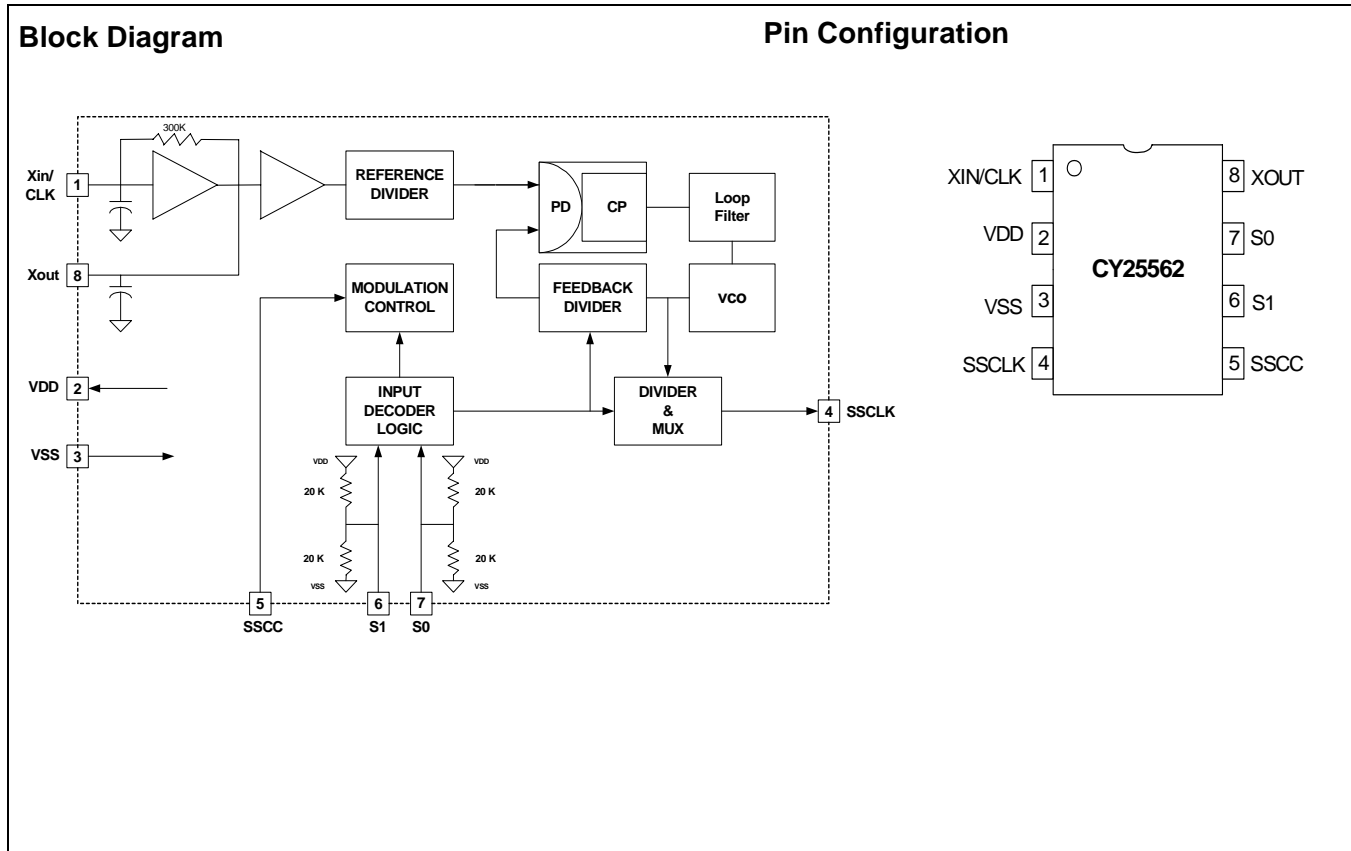 Block Diagram
Pin Configuration
300K
Xin/
CLK
1
REFERENCE
DIVIDER
PD
CP
Loop
Filter
Xout
8
MODULATION
CONTROL
FEEDBACK
DIVIDER
vco
VDD
2
INPUT
DECODER
LOGIC
DIVIDER
&
MUX
4
SSCLK
VSS
3
VDD
VDD
20 K
20 K
20 K
20 K
VSS
VSS
5
6
7
SSCC
S1
S0
XIN/CLK
1
8
XOUT
VDD
2
7
S0
CY25562
VSS
3
6
S1
SSCLK
4
5
SSCC